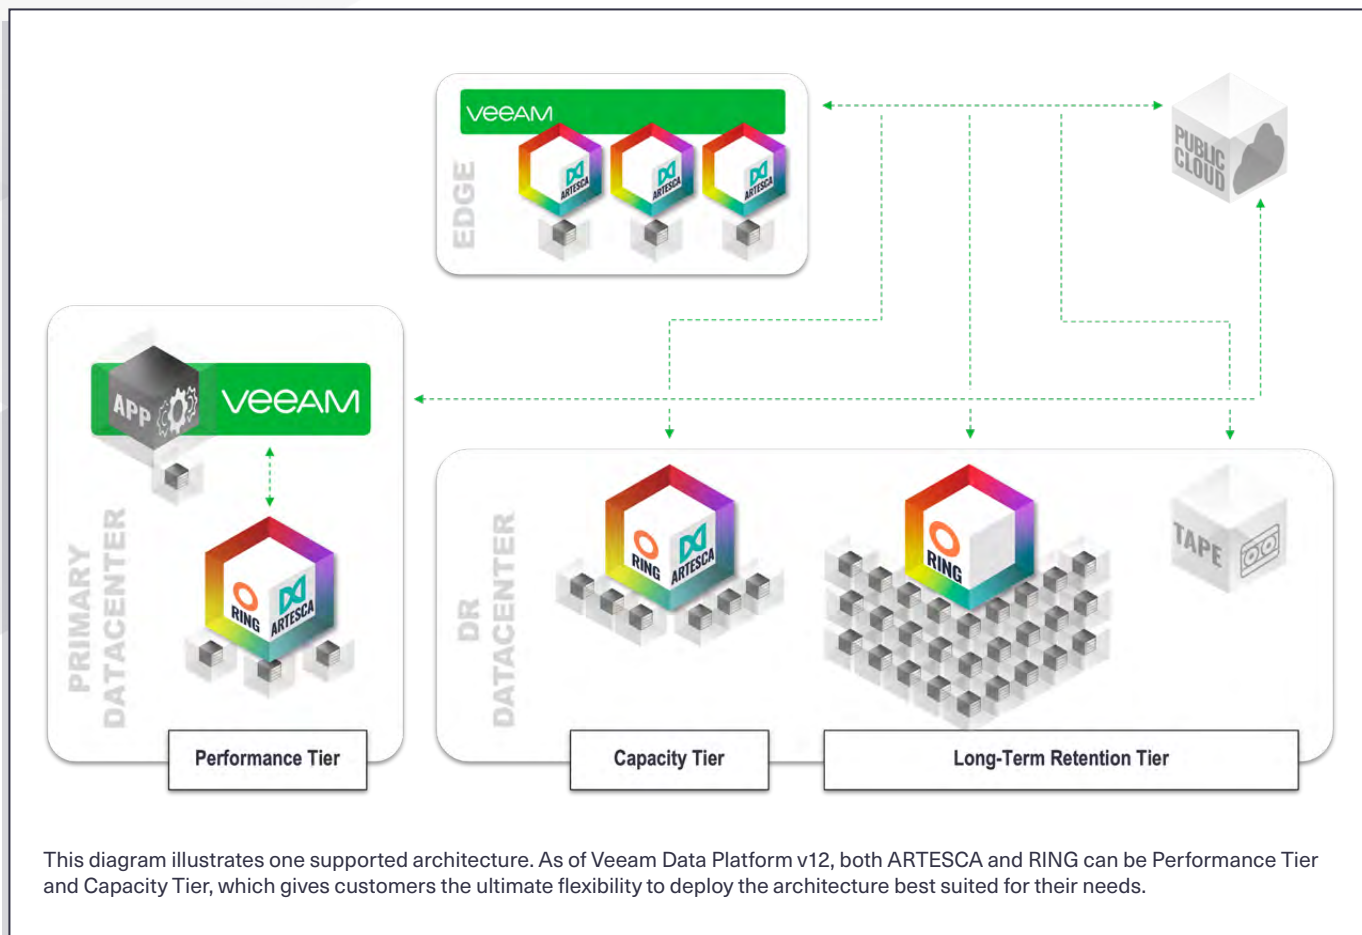 VEEAM
EDGE
ARTESCA
ARTESCA
ARTESCA
PUBLIC
CLOUD
APP
VEEAM
PRIMARY
DATACENTER
RING
ARTESCA
Performance Tier
DR
DATACENTER
RING
ARTESCA
RING
TAPE
Capacity Tier
Long-Term Retention Tier
This diagram illustrates one supported architecture. As of Veeam Data Platform v12, both ARTESCA and RING can be Performance Tier
and Capacity Tier, which gives customers the ultimate flexibility to deploy the architecture best suited for their needs.